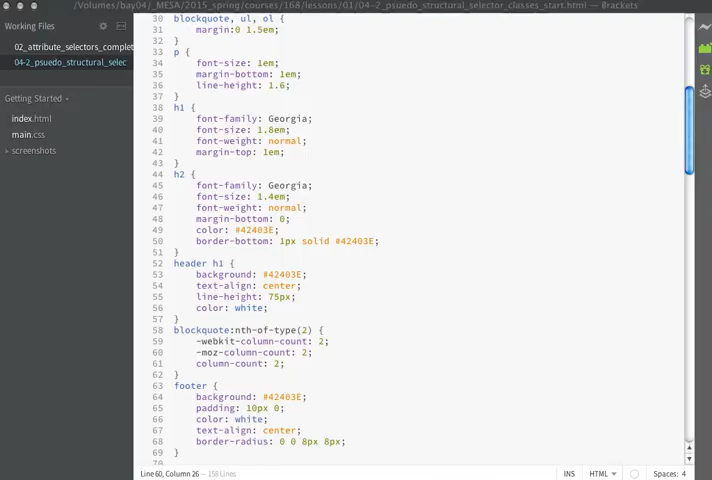 /Volumes/bay04/_MESA/2015_spring/courses/168/lessons/01/04-2_psuedo_structural_selector_classes_start.html — Brackets
Working Files
02_attribute_selectors_complet
04-2_psuedo_structural_selec
Getting Started
index.html
main.css
screenshots
30 blockquote, ul, ol {
31 margin:0 1.5em;
32 }
33 p {
34 font-size: 1em;
35 margin-bottom: 1em;
36 line-height: 1.6;
37 }
38 h1 {
39 font-family: Georgia;
40 font-size: 1.8em;
41 font-weight: normal;
42 margin-top: 1em;
43 }
44 h2 {
45 font-family: Georgia;
46 font-size: 1.4em;
47 font-weight: normal;
48 margin-bottom: 0;
49 color: #42403E;
50 border-bottom: 1px solid #42403E;
51 }
52 header h1 {
53 background: #42403E;
54 text-align: center;
55 line-height: 75px;
56 color: white;
57 }
58 blockquote:nth-of-type(2) {
59 -webkit-column-count: 2;
60 -moz-column-count: 2;
61 column-count: 2;
62 }
63 footer {
64 background: #42403E;
65 padding: 10px 0;
66 color: white;
67 text-align: center;
68 border-radius: 0 0 8px 8px;
69 }
70
Line 60, Column 26 — 158 Lines
INS
HTML
Spaces: 4